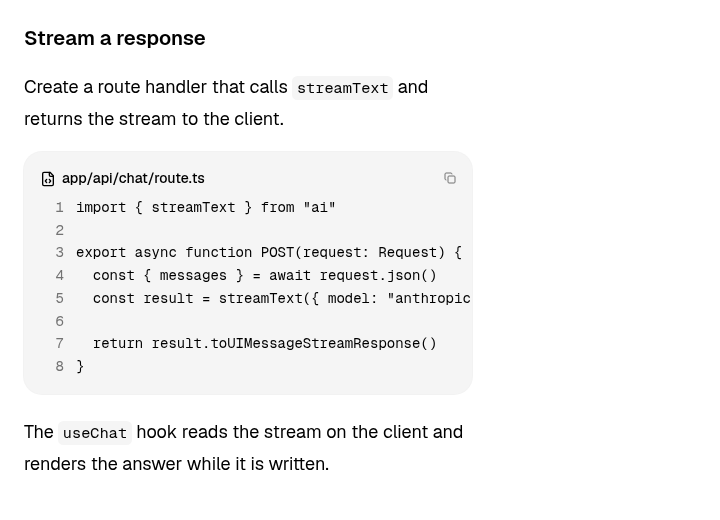 Stream a response
Create a route handler that calls streamText and
returns the stream to the client.
app/api/chat/route.ts
1 import { streamText } from "ai"
2
3 export async function POST(request: Request) {
4   const { messages } = await request.json()
5   const result = streamText({ model: "anthropic
6
7   return result.toUIMessageStreamResponse()
8 }
The useChat hook reads the stream on the client and
renders the answer while it is written.